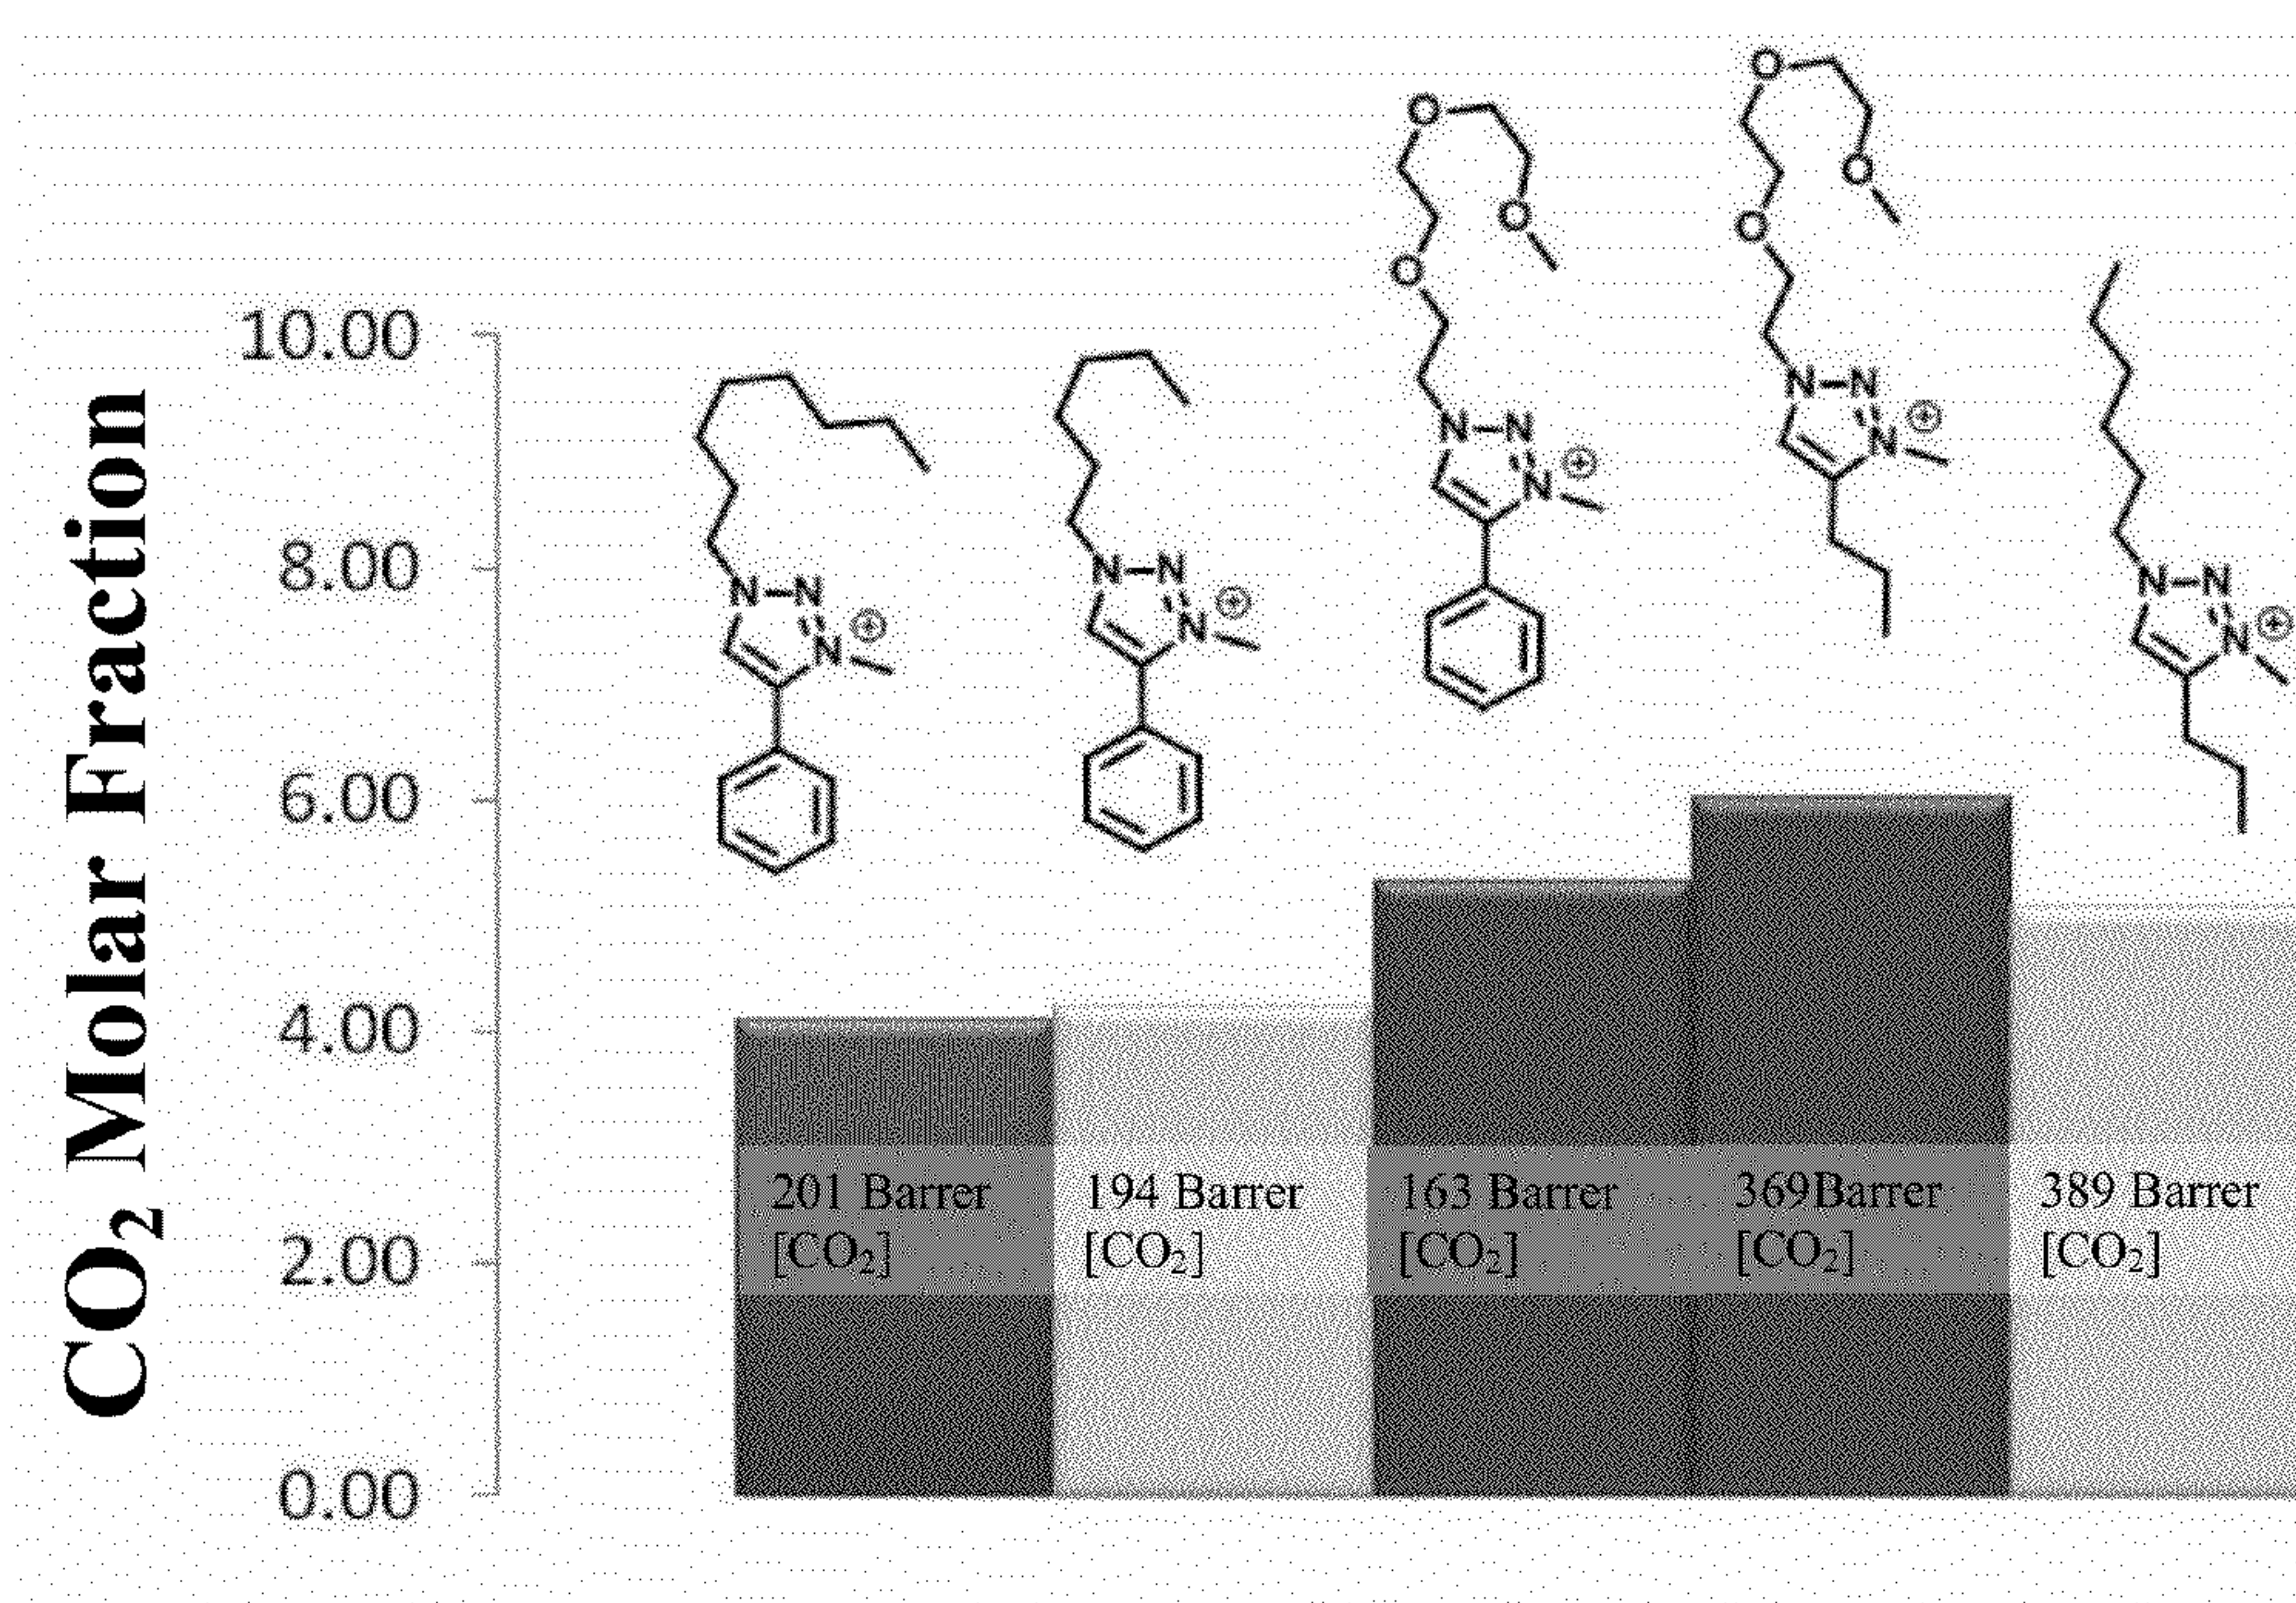 CO₂ Molar Fraction
10.00
8.00
6.00
4.00
2.00
0.00
N N
N ⊕
N N
N ⊕
O
O
O
N N
N ⊕
O
O
O
N N
N ⊕
N N
N ⊕
201 Barrer
[CO₂]
194 Barrer
[CO₂]
163 Barrer
[CO₂]
369Barrer
[CO₂]
389 Barrer
[CO₂]